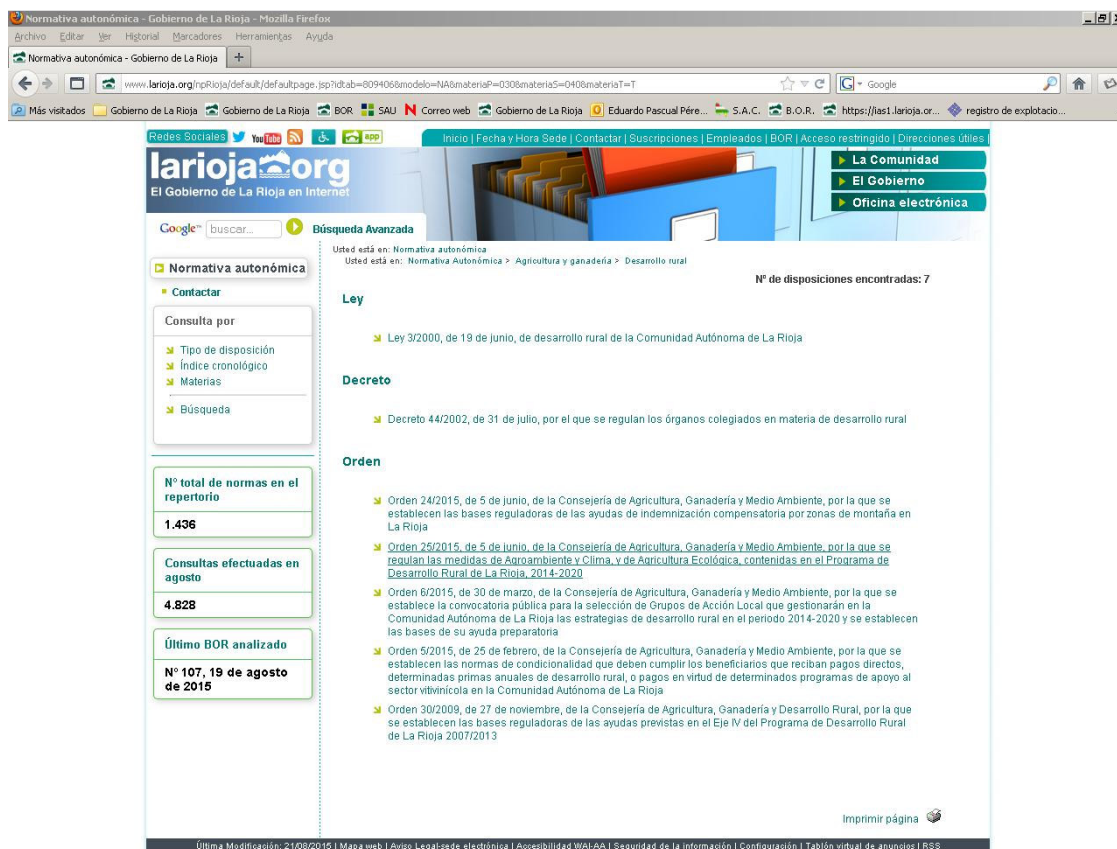 Normativa autonómica - Gobierno de La Rioja - Mozilla Firefox
Archivo Editar Ver Historial Marcadores Herramientas Ayuda
Normativa autonómica - Gobierno de La Rioja +
www.larioja.org/npRioja/default/defaultpage.jsp?idtab=809406&modelo=NA&materiaP=030&materiaS=040&materiaT=T
Google
Más visitados Gobierno de La Rioja Gobierno de La Rioja BOR SAU Correo web Gobierno de La Rioja Eduardo Pascual Pére... S.A.C. B.O.R. https://ias1.larioja.or... registro de explotacio...
Redes Sociales YouTube app Inicio | Fecha y Hora Sede | Contactar | Suscripciones | Empleados | BOR | Acceso restringido | Direcciones útiles |
larioja org
El Gobierno de La Rioja en Internet
La Comunidad
El Gobierno
Oficina electrónica
Google™ buscar... Búsqueda Avanzada
Usted está en: Normativa autonómica
Usted está en: Normativa Autonómica > Agricultura y ganadería > Desarrollo rural
Nº de disposiciones encontradas: 7
Normativa autonómica
Contactar
Consulta por
Tipo de disposición
Índice cronológico
Materias
Búsqueda
Nº total de normas en el
repertorio
1.436
Consultas efectuadas en
agosto
4.828
Último BOR analizado
Nº 107, 19 de agosto
de 2015
Ley
Ley 3/2000, de 19 de junio, de desarrollo rural de la Comunidad Autónoma de La Rioja
Decreto
Decreto 44/2002, de 31 de julio, por el que se regulan los órganos colegiados en materia de desarrollo rural
Orden
Orden 24/2015, de 5 de junio, de la Consejería de Agricultura, Ganadería y Medio Ambiente, por la que se
establecen las bases reguladoras de las ayudas de indemnización compensatoria por zonas de montaña en
La Rioja
Orden 25/2015, de 5 de junio, de la Consejería de Agricultura, Ganadería y Medio Ambiente, por la que se
regulan las medidas de Agroambiente y Clima, y de Agricultura Ecológica, contenidas en el Programa de
Desarrollo Rural de La Rioja, 2014-2020
Orden 6/2015, de 30 de marzo, de la Consejería de Agricultura, Ganadería y Medio Ambiente, por la que se
establece la convocatoria pública para la selección de Grupos de Acción Local que gestionarán en la
Comunidad Autónoma de La Rioja las estrategias de desarrollo rural en el periodo 2014-2020 y se establecen
las bases de su ayuda preparatoria
Orden 5/2015, de 25 de febrero, de la Consejería de Agricultura, Ganadería y Medio Ambiente, por la que se
establecen las normas de condicionalidad que deben cumplir los beneficiarios que reciban pagos directos,
determinadas primas anuales de desarrollo rural, o pagos en virtud de determinados programas de apoyo al
sector vitivinícola en la Comunidad Autónoma de La Rioja
Orden 30/2009, de 27 de noviembre, de la Consejería de Agricultura, Ganadería y Desarrollo Rural, por la que
se establecen las bases reguladoras de las ayudas previstas en el Eje IV del Programa de Desarrollo Rural
de La Rioja 2007/2013
Imprimir página
Última Modificación: 21/08/2015 | Mapa web | Aviso Legal-sede electrónica | Accesibilidad WAI-AA | Seguridad de la información | Configuración | Tablón virtual de anuncios | RSS